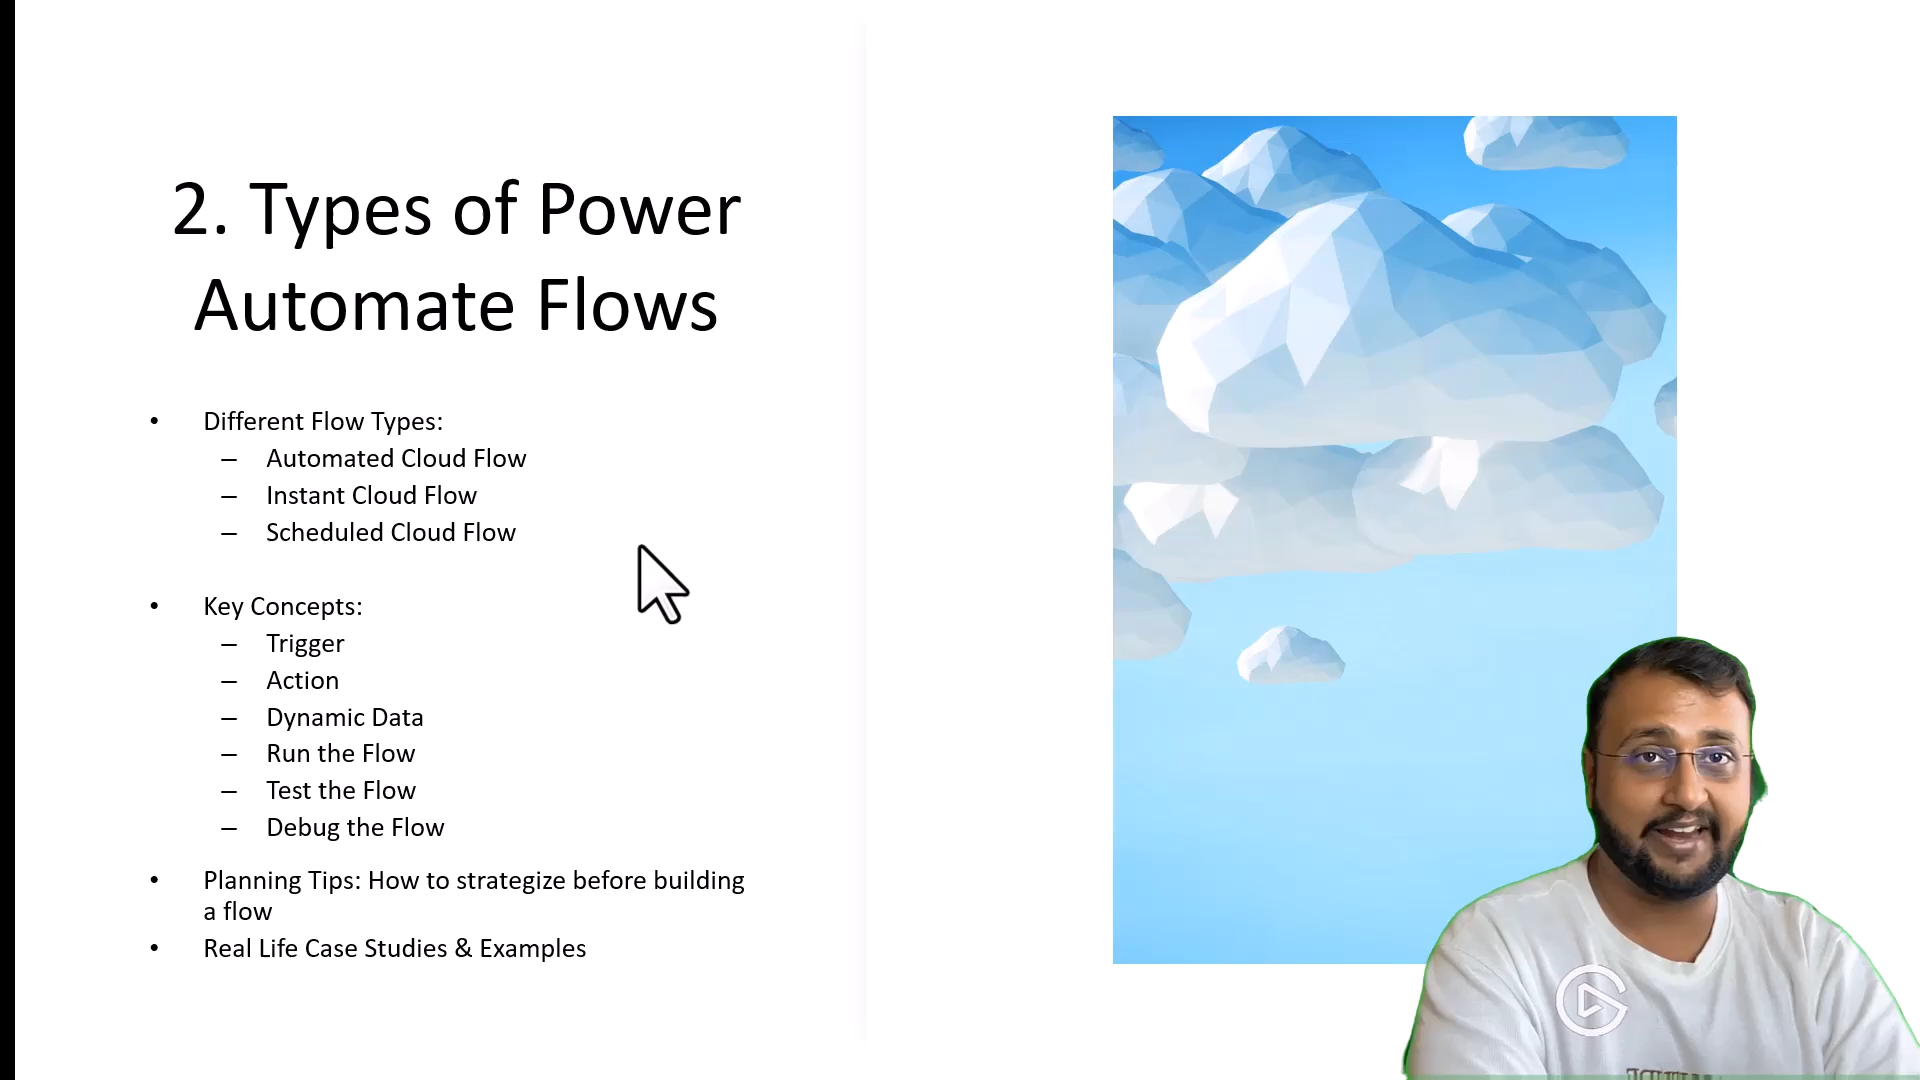 2. Types of Power
Automate Flows
• Different Flow Types:
– Automated Cloud Flow
– Instant Cloud Flow
– Scheduled Cloud Flow
• Key Concepts:
– Trigger
– Action
– Dynamic Data
– Run the Flow
– Test the Flow
– Debug the Flow
• Planning Tips: How to strategize before building
a flow
• Real Life Case Studies & Examples